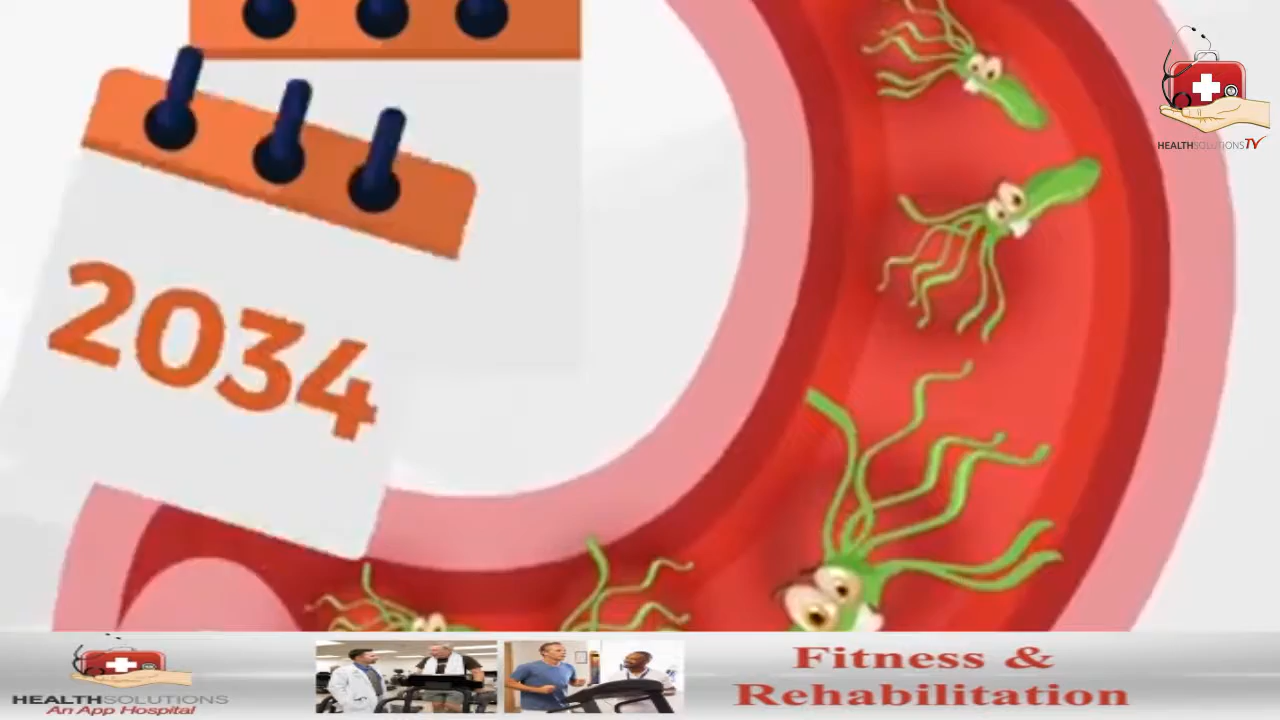 HEALTHSOLUTIONSTV
2034
HEALTHSOLUTIONS
An App Hospital
Fitness &
Rehabilitation